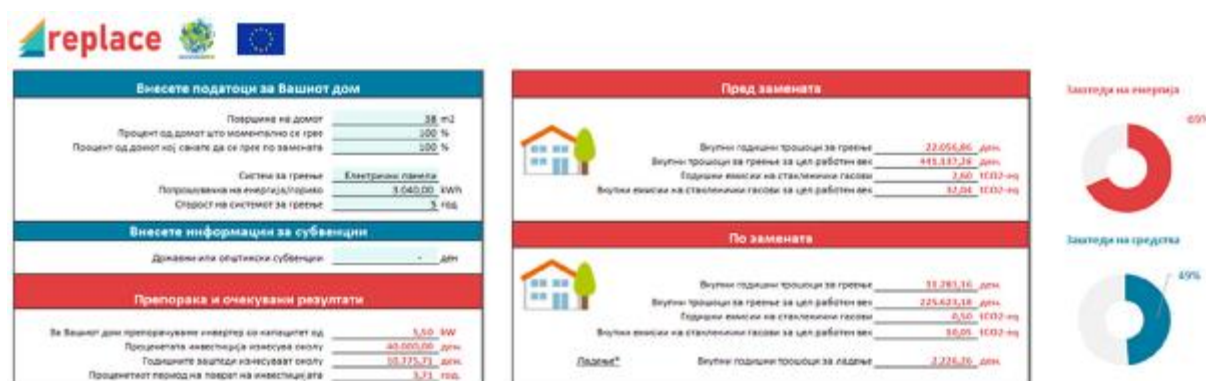 replace
Внесете податоци за Вашиот дом
Површина на домот 38 m2
Процент од домот што моментално се грее 100 %
Процент од домот кој сакате да се грее по замената 100 %
Систем за греење Електрични панели
Потрошувачка на енергија/гориво 3.040,00 kWh
Старост на системот за греење 5 год.
Внесете информации за субвенции
Државни или општински субвенции - ден
Препорака и очекувани резултати
За Вашиот дом препорачуваме инвертер со капацитет од 5,50 kW
Проценетата инвестиција изнесува околу 40.000,00 ден.
Годишните заштеди изнесуваат околу 10.775,71 ден.
Проценетиот период на поврат на инвестицијата 3,71 год.
Пред замената
Вкупни годишни трошоци за греење 22.056,86 ден.
Вкупни трошоци за греење за цел работен век 441.137,28 ден.
Годишни емисии на стакленички гасови 2,60 tCO2-eq
Вкупни емисии на стакленички гасови за цел работен век 32,04 tCO2-eq
По замената
Вкупни годишни трошоци за греење 11.281,16 ден.
Вкупни трошоци за греење за цел работен век 225.623,18 ден.
Годишни емисии на стакленички гасови 0,50 tCO2-eq
Вкупни емисии на стакленички гасови за цел работен век 10,05 tCO2-eq
Ладење* Вкупни годишни трошоци за ладење 2.226,26 ден.
Заштеди на енергија
69%
Заштеди на средства
49%